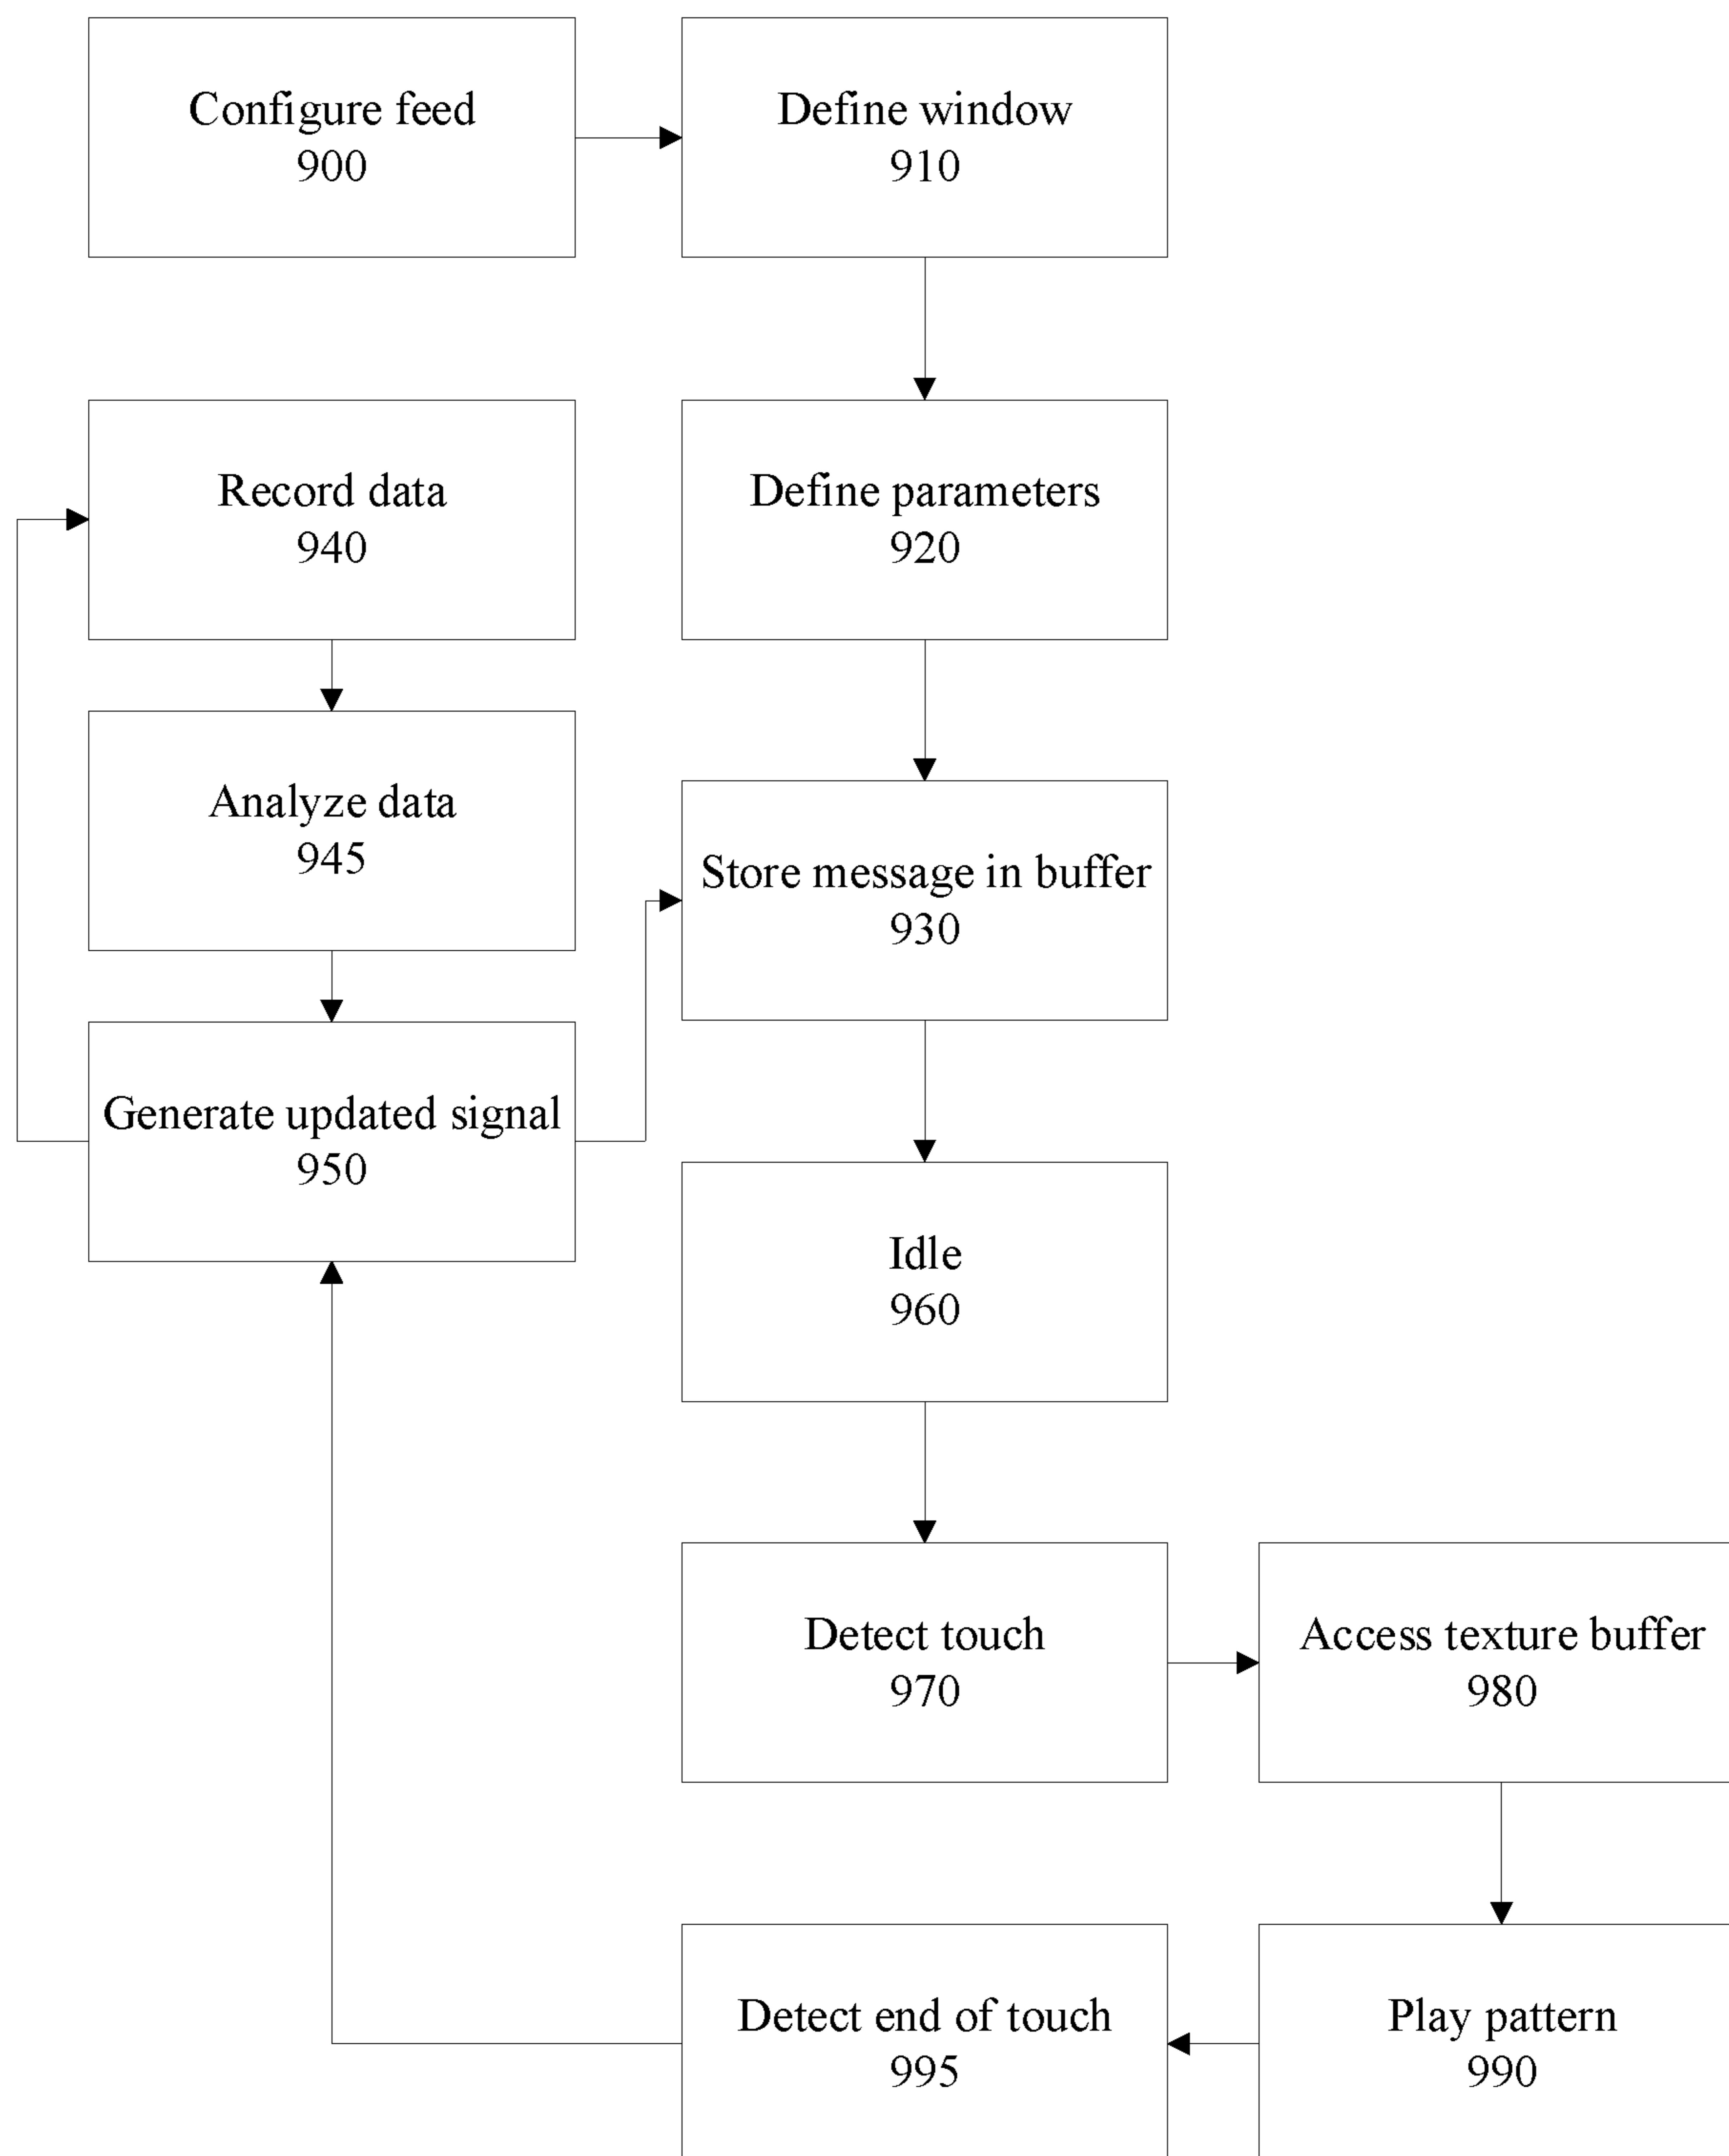 Configure feed
900
Define window
910
Record data
940
Define parameters
920
Analyze data
945
Store message in buffer
930
Generate updated signal
950
Idle
960
Detect touch
970
Access texture buffer
980
Detect end of touch
995
Play pattern
990